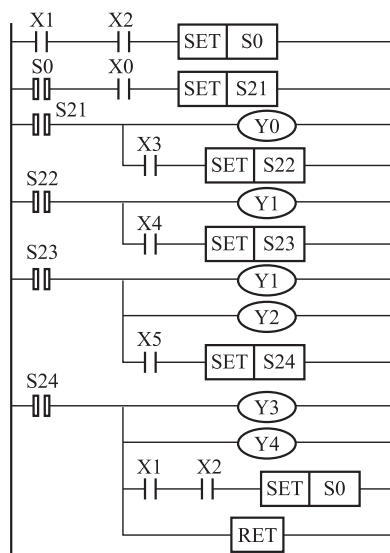 X1 X2 SET S0
S0 X0 SET S21
S21 Y0
X3 SET S22
S22 Y1
X4 SET S23
S23 Y1
Y2
X5 SET S24
S24 Y3
Y4
X1 X2 SET S0
RET